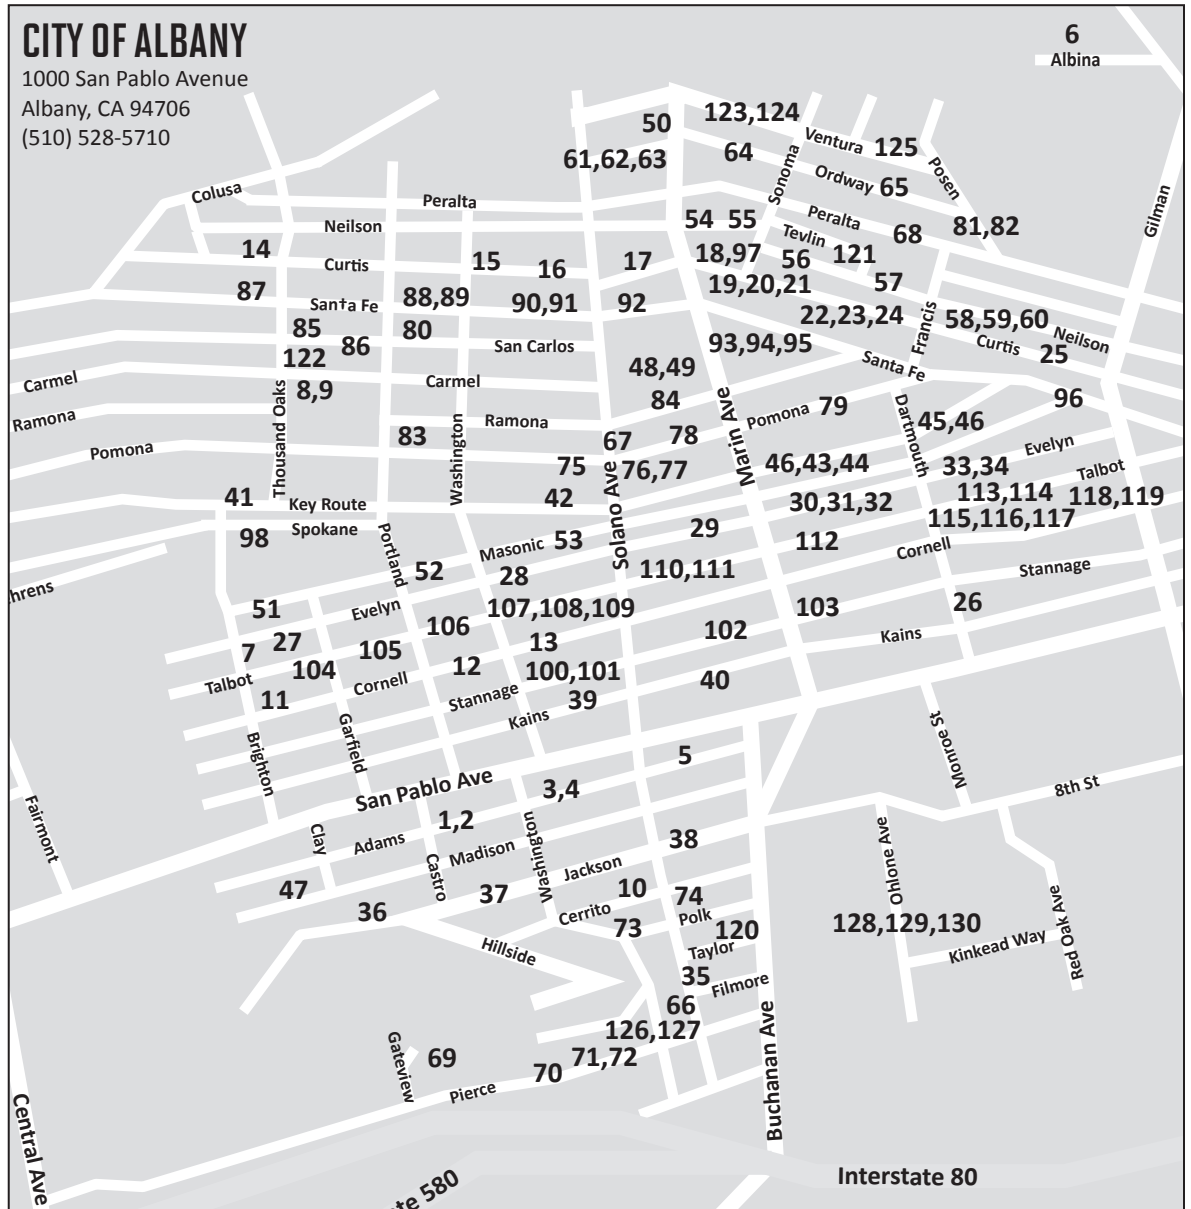 CITY OF ALBANY
1000 San Pablo Avenue
Albany, CA 94706
(510) 528-5710
6
Albina
123,124
50
Ventura
125
61,62,63
64
Sonoma
Ordway
65
Posen
Colusa
Peralta
Gilman
Neilson
54
55
Peralta
68
81,82
Tevlin
14
15
16
17
18,97
56
121
Curtis
19,20,21
57
87
Santa Fe
88,89
90,91
92
22,23,24
Francis
58,59,60
Neilson
85
80
86
San Carlos
93,94,95
Curtis
25
122
48,49
Santa Fe
Carmel
8,9
Carmel
84
Marin Ave
96
Thousand Oaks
Ramona
Ramona
Pomona
79
Dartmouth
45,46
83
Washington
67
78
Evelyn
Pomona
75
76,77
46,43,44
33,34
Talbot
41
Key Route
42
Solano Ave
30,31,32
113,114
118,119
98
Spokane
Portland
Masonic
53
29
115,116,117
112
Cornell
52
28
110,111
Stannage
hrens
51
Evelyn
107,108,109
103
26
106
102
Kains
7
27
105
13
104
12
100,101
Talbot
Cornell
40
11
Stannage
39
Kains
Garfield
Brighton
5
Monroe St
San Pablo Ave
3,4
8th St
Fairmont
1,2
Clay
Adams
Madison
Washington
38
Ohlone Ave
Castro
Jackson
47
37
10
74
36
Cerrito
Polk
Red Oak Ave
73
120
128,129,130
Hillside
Taylor
Kinkead Way
35
Filmore
66
126,127
Buchanan Ave
Gateview
69
71,72
70
Pierce
Central Ave
Interstate 80
te 580